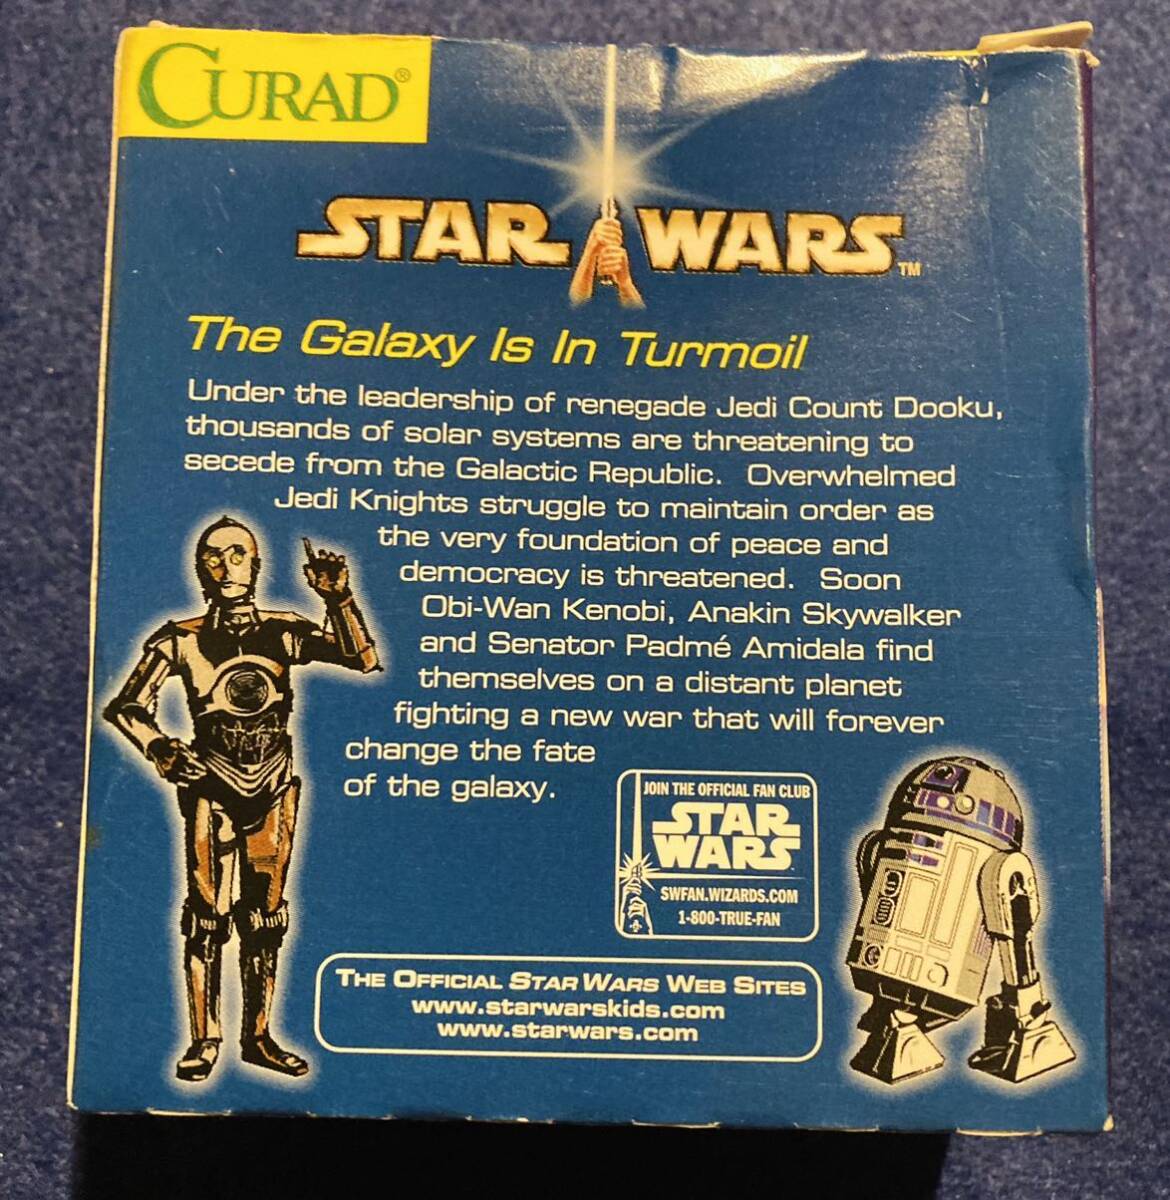 CURAD®
STAR WARS™
The Galaxy Is In Turmoil
Under the leadership of renegade Jedi Count Dooku,
thousands of solar systems are threatening to
secede from the Galactic Republic. Overwhelmed
Jedi Knights struggle to maintain order as
the very foundation of peace and
democracy is threatened. Soon
Obi-Wan Kenobi, Anakin Skywalker
and Senator Padmé Amidala find
themselves on a distant planet
fighting a new war that will forever
change the fate
of the galaxy.
JOIN THE OFFICIAL FAN CLUB
STAR
WARS
SWFAN.WIZARDS.COM
1-800-TRUE-FAN
THE OFFICIAL STAR WARS WEB SITES
www.starwarskids.com
www.starwars.com